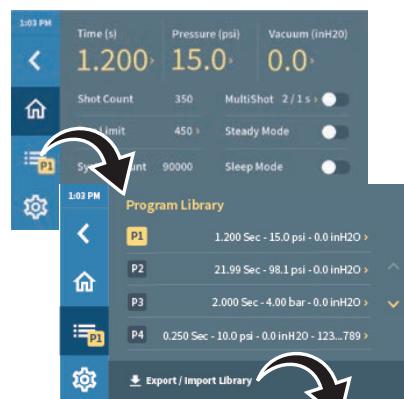 1:03 PM
Time (s) Pressure (psi) Vacuum (inH20)
1.200 15.0 0.0
Shot Count 350 MultiShot 2 / 1 s
Limit 450 Steady Mode
P1
90000 Sleep Mode
1:03 PM
Program Library
P1 1.200 Sec - 15.0 psi - 0.0 inH2O
P2 21.99 Sec - 98.1 psi - 0.0 inH2O
P3 2.000 Sec - 4.00 bar - 0.0 inH2O
P1
P4 0.250 Sec - 10.0 psi - 0.0 inH2O - 123...789
Export / Import Library